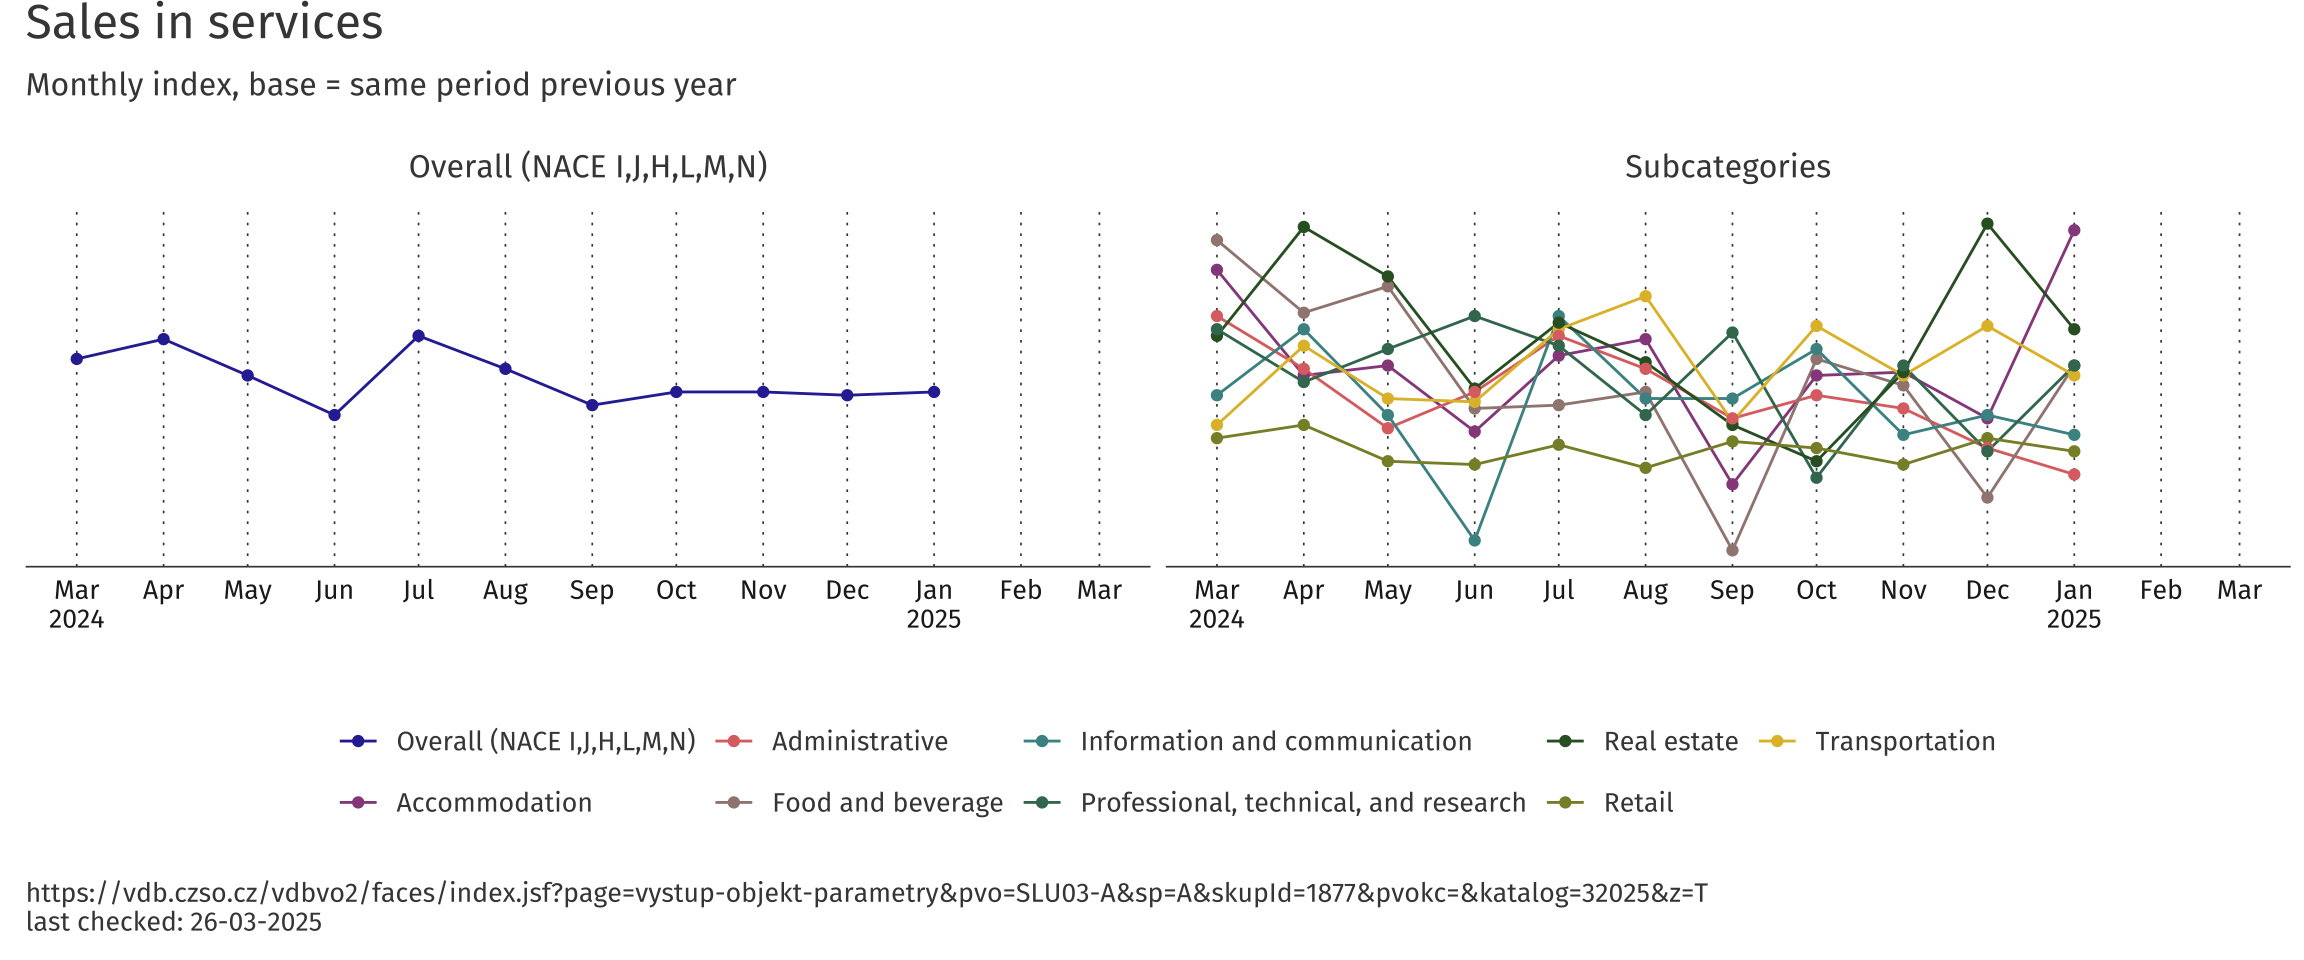 Sales in services
Monthly index, base = same period previous year
Overall (NACE I,J,H,L,M,N)
Subcategories
Mar Apr May Jun Jul Aug Sep Oct Nov Dec Jan Feb Mar
2024 2025
Mar Apr May Jun Jul Aug Sep Oct Nov Dec Jan Feb Mar
2024 2025
Overall (NACE I,J,H,L,M,N) Administrative Information and communication Real estate Transportation
Accommodation Food and beverage Professional, technical, and research Retail
https://vdb.czso.cz/vdbvo2/faces/index.jsf?page=vystup-objekt-parametry&pvo=SLU03-A&sp=A&skupId=1877&pvokc=&katalog=32025&z=T
last checked: 26-03-2025